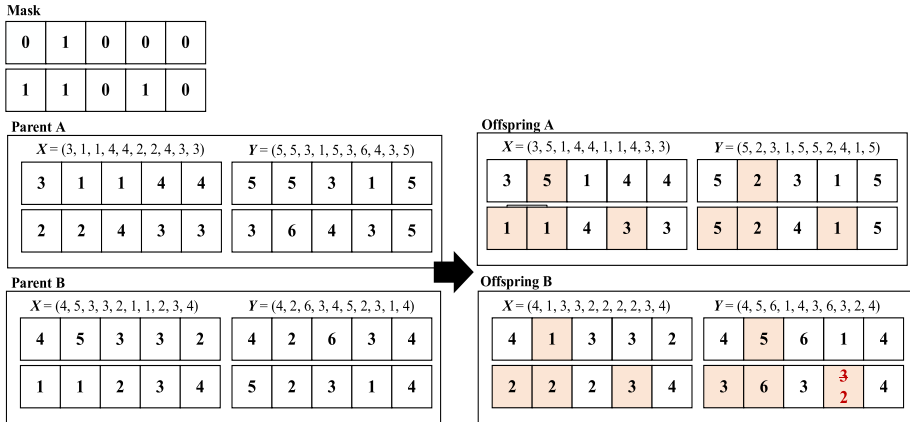 Mask
0 1 0 0 0
1 1 0 1 0
Parent A
X = (3, 1, 1, 4, 4, 2, 2, 4, 3, 3)
Y = (5, 5, 3, 1, 5, 3, 6, 4, 3, 5)
3 1 1 4 4
5 5 3 1 5
2 2 4 3 3
3 6 4 3 5
Parent B
X = (4, 5, 3, 3, 2, 1, 1, 2, 3, 4)
Y = (4, 2, 6, 3, 4, 5, 2, 3, 1, 4)
4 5 3 3 2
4 2 6 3 4
1 1 2 3 4
5 2 3 1 4
Offspring A
X = (3, 5, 1, 4, 4, 1, 1, 4, 3, 3)
Y = (5, 2, 3, 1, 5, 5, 2, 4, 1, 5)
3 5 1 4 4
5 2 3 1 5
1 1 4 3 3
5 2 4 1 5
Offspring B
X = (4, 1, 3, 3, 2, 2, 2, 2, 3, 4)
Y = (4, 5, 6, 1, 4, 3, 6, 3, 2, 4)
4 1 3 3 2
4 5 6 1 4
2 2 2 3 4
3 6 3 3 4
2